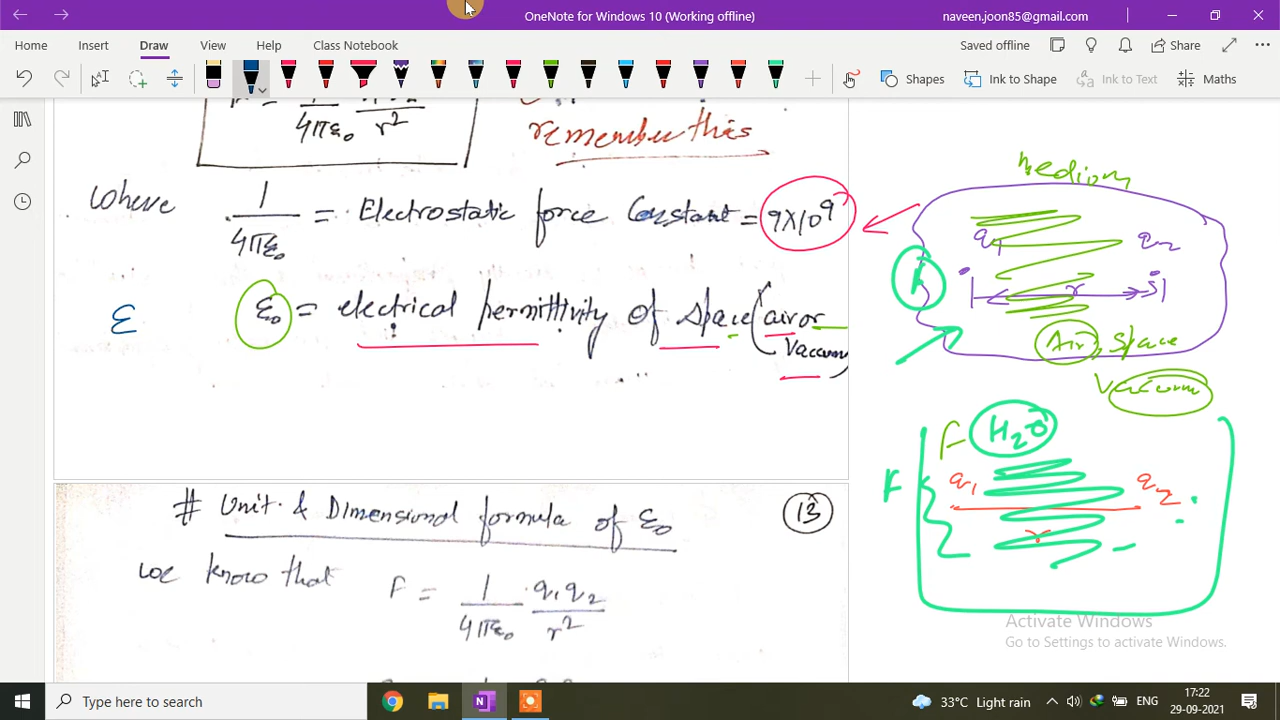 OneNote for Windows 10 (Working offline)
naveen.joon85@gmail.com
Home Insert Draw View Help Class Notebook
Saved offline
Share
Shapes
Ink to Shape
Ink to Text
Maths
4πε₀ r²
remember this
where 1/4πε₀ = Electrostatic force Constant = 9×10⁹
ε ε₀ = electrical permittivity of space (air or
Vaccum)
medium
q₁ q₂
r
Air, Space
Vaccum
F H₂O
F q₁ q₂
r
# Unit & Dimensional formula of ε₀
13
we know that F = 1/4πε₀ · q₁q₂/r²
Activate Windows
Go to Settings to activate Windows.
Type here to search
33°C Light rain
ENG
17:22
29-09-2021